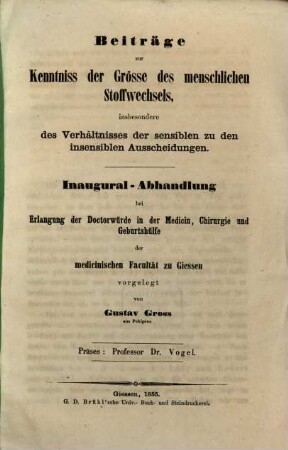 Beiträge
zur
Kenntniss der Grösse des menschlichen
Stoffwechsels,
insbesondere
des Verhältnisses der sensiblen zu den
insensiblen Ausscheidungen.
Inaugural-Abhandlung
bei
Erlangung der Doctorwürde in der Medicin, Chirurgie und
Geburtshülfe
der
medicinischen Facultät zu Giessen
vorgelegt
von
Gustav Gross
aus Pohlgöns.
Präses: Professor Dr. Vogel.
Giessen, 1855.
G. D. Brühl'sche Univ.- Buch- und Steindruckerei.